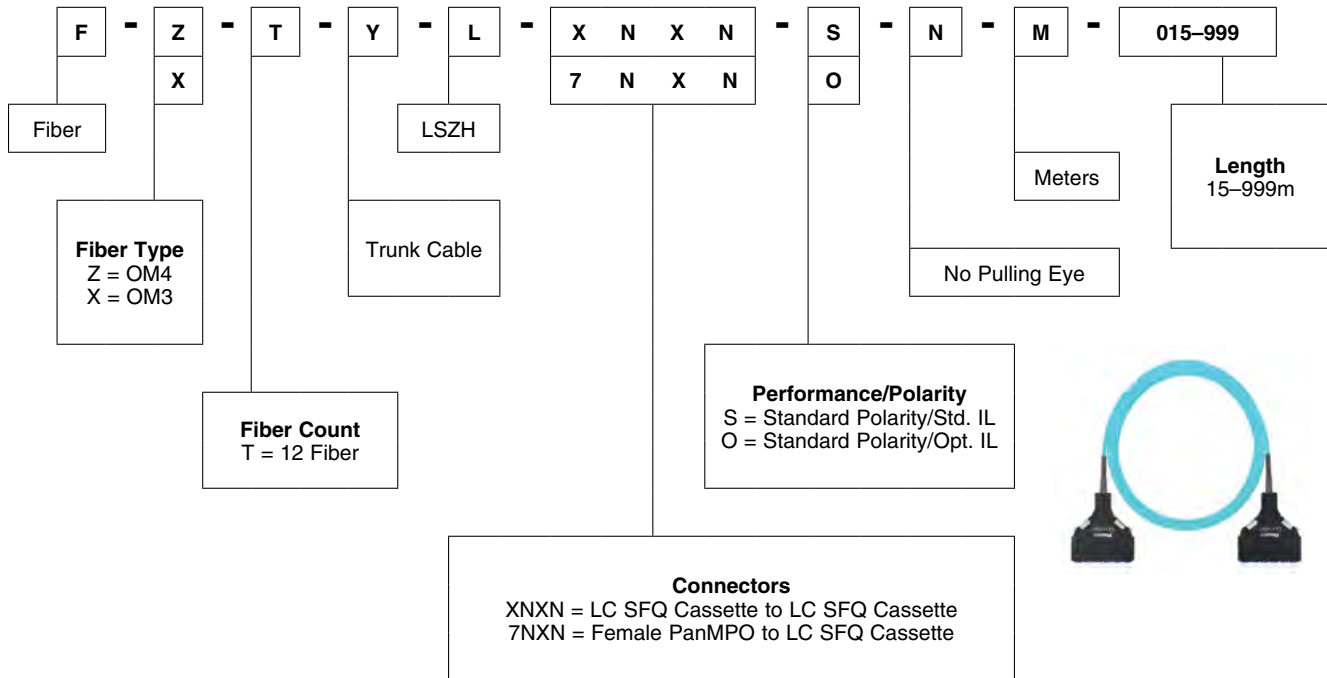 F - Z - T - Y - L - X N X N - S - N - M - 015–999
X 7 N X N O
Fiber
LSZH
Meters
Length
15–999m
Fiber Type
Z = OM4
X = OM3
Trunk Cable
No Pulling Eye
Performance/Polarity
S = Standard Polarity/Std. IL
O = Standard Polarity/Opt. IL
Fiber Count
T = 12 Fiber
Connectors
XNXN = LC SFQ Cassette to LC SFQ Cassette
7NXN = Female PanMPO to LC SFQ Cassette